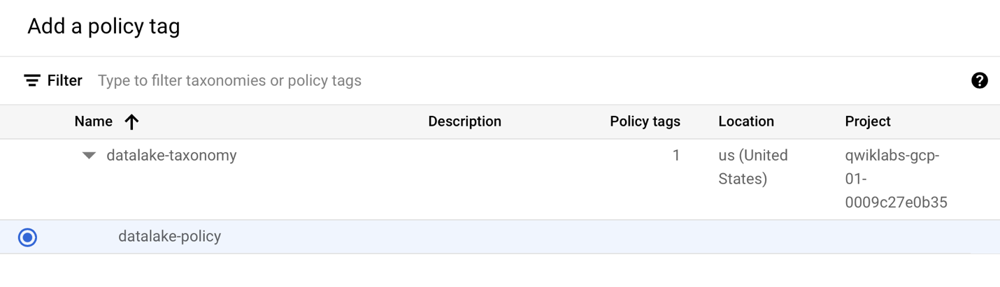 Add a policy tag
Filter Type to filter taxonomies or policy tags
Name Description Policy tags Location Project
datalake-taxonomy 1 us (United States) qwiklabs-gcp-01-0009c27e0b35
datalake-policy